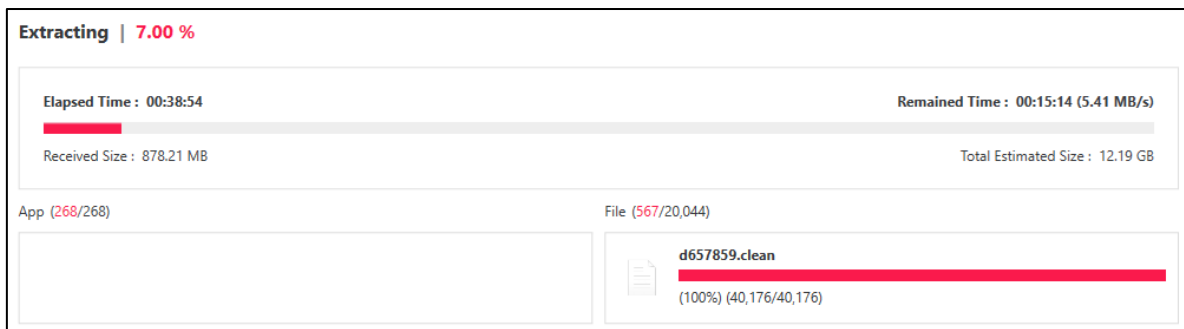 Extracting | 7.00 %
Elapsed Time : 00:38:54
Remained Time : 00:15:14 (5.41 MB/s)
Received Size : 878.21 MB
Total Estimated Size : 12.19 GB
App (268/268)
File (567/20,044)
d657859.clean
(100%) (40,176/40,176)